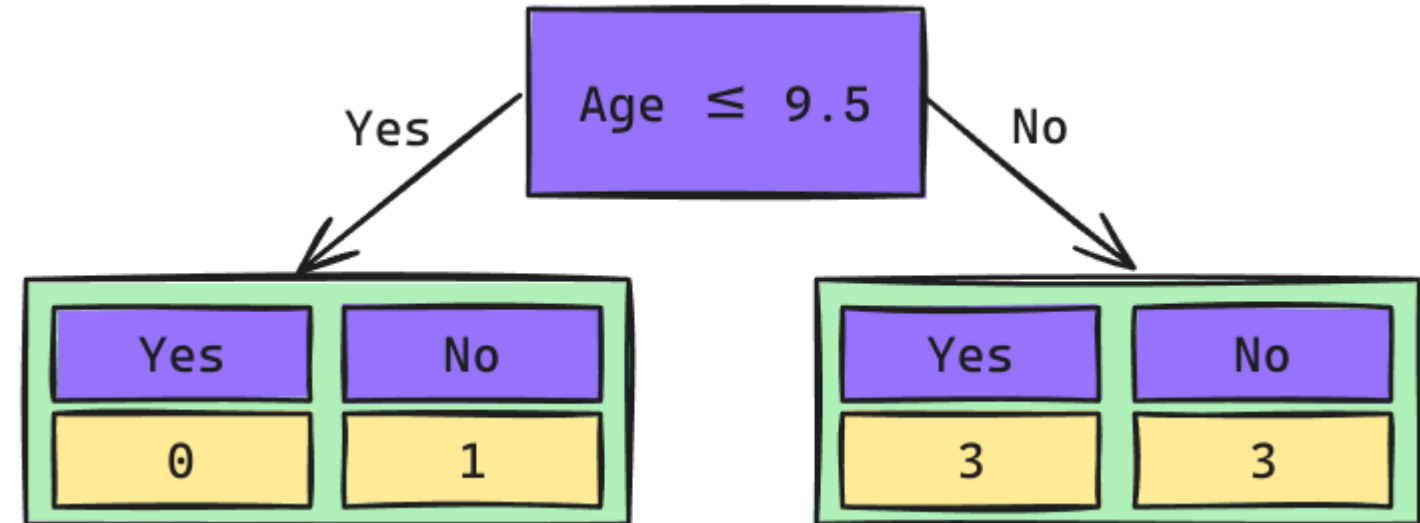 Age ≤ 9.5
Yes No
Yes No Yes No
0 1 3 3